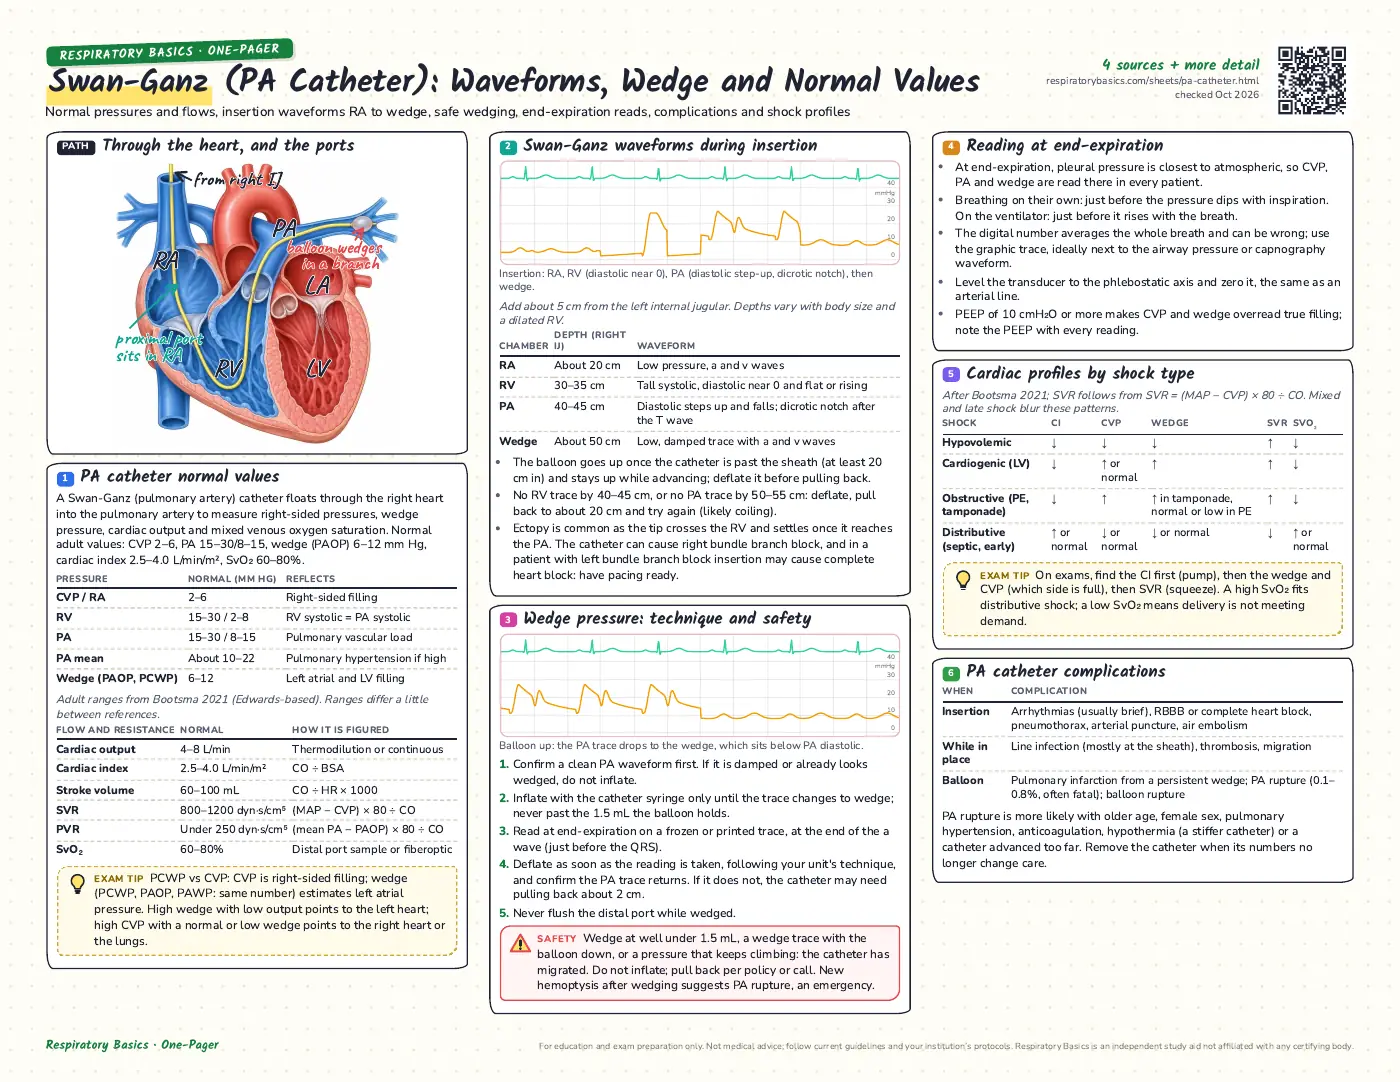 RESPIRATORY BASICS · ONE-PAGER
Swan-Ganz (PA Catheter): Waveforms, Wedge and Normal Values
Normal pressures and flows, insertion waveforms RA to wedge, safe wedging, end-expiration reads, complications and shock profiles
4 sources + more detail
respiratorybasics.com/sheets/pa-catheter.html
checked Oct 2026
PATH Through the heart, and the ports
from right IJ
PA
balloon wedges
in a branch
RA
LA
proximal port
sits in RA
RV
LV
1 PA catheter normal values
A Swan-Ganz (pulmonary artery) catheter floats through the right heart
into the pulmonary artery to measure right-sided pressures, wedge
pressure, cardiac output and mixed venous oxygen saturation. Normal
adult values: CVP 2–6, PA 15–30/8–15, wedge (PAOP) 6–12 mm Hg,
cardiac index 2.5–4.0 L/min/m², SvO₂ 60–80%.
PRESSURE NORMAL (MM HG) REFLECTS
CVP / RA 2–6 Right-sided filling
RV 15–30 / 2–8 RV systolic = PA systolic
PA 15–30 / 8–15 Pulmonary vascular load
PA mean About 10–22 Pulmonary hypertension if high
Wedge (PAOP, PCWP) 6–12 Left atrial and LV filling
Adult ranges from Bootsma 2021 (Edwards-based). Ranges differ a little
between references.
FLOW AND RESISTANCE NORMAL HOW IT IS FIGURED
Cardiac output 4–8 L/min Thermodilution or continuous
Cardiac index 2.5–4.0 L/min/m² CO ÷ BSA
Stroke volume 60–100 mL CO ÷ HR × 1000
SVR 800–1200 dyn·s/cm⁵ (MAP − CVP) × 80 ÷ CO
PVR Under 250 dyn·s/cm⁵ (mean PA − PAOP) × 80 ÷ CO
SvO₂ 60–80% Distal port sample or fiberoptic
EXAM TIP PCWP vs CVP: CVP is right-sided filling; wedge
(PCWP, PAOP, PAWP: same number) estimates left atrial
pressure. High wedge with low output points to the left heart;
high CVP with a normal or low wedge points to the right heart or
the lungs.
2 Swan-Ganz waveforms during insertion
40
mmHg
30
20
10
0
Insertion: RA, RV (diastolic near 0), PA (diastolic step-up, dicrotic notch), then
wedge.
Add about 5 cm from the left internal jugular. Depths vary with body size and
a dilated RV.
CHAMBER DEPTH (RIGHT IJ) WAVEFORM
RA About 20 cm Low pressure, a and v waves
RV 30–35 cm Tall systolic, diastolic near 0 and flat or rising
PA 40–45 cm Diastolic steps up and falls; dicrotic notch after
the T wave
Wedge About 50 cm Low, damped trace with a and v waves
• The balloon goes up once the catheter is past the sheath (at least 20
cm in) and stays up while advancing; deflate it before pulling back.
• No RV trace by 40–45 cm, or no PA trace by 50–55 cm: deflate, pull
back to about 20 cm and try again (likely coiling).
• Ectopy is common as the tip crosses the RV and settles once it reaches
the PA. The catheter can cause right bundle branch block, and in a
patient with left bundle branch block insertion may cause complete
heart block: have pacing ready.
3 Wedge pressure: technique and safety
40
mmHg
30
20
10
0
Balloon up: the PA trace drops to the wedge, which sits below PA diastolic.
1. Confirm a clean PA waveform first. If it is damped or already looks
wedged, do not inflate.
2. Inflate with the catheter syringe only until the trace changes to wedge;
never past the 1.5 mL the balloon holds.
3. Read at end-expiration on a frozen or printed trace, at the end of the a
wave (just before the QRS).
4. Deflate as soon as the reading is taken, following your unit's technique,
and confirm the PA trace returns. If it does not, the catheter may need
pulling back about 2 cm.
5. Never flush the distal port while wedged.
SAFETY Wedge at well under 1.5 mL, a wedge trace with the
balloon down, or a pressure that keeps climbing: the catheter has
migrated. Do not inflate; pull back per policy or call. New
hemoptysis after wedging suggests PA rupture, an emergency.
4 Reading at end-expiration
• At end-expiration, pleural pressure is closest to atmospheric, so CVP,
PA and wedge are read there in every patient.
• Breathing on their own: just before the pressure dips with inspiration.
On the ventilator: just before it rises with the breath.
• The digital number averages the whole breath and can be wrong; use
the graphic trace, ideally next to the airway pressure or capnography
waveform.
• Level the transducer to the phlebostatic axis and zero it, the same as an
arterial line.
• PEEP of 10 cmH₂O or more makes CVP and wedge overread true filling;
note the PEEP with every reading.
5 Cardiac profiles by shock type
After Bootsma 2021; SVR follows from SVR = (MAP − CVP) × 80 ÷ CO. Mixed
and late shock blur these patterns.
SHOCK CI CVP WEDGE SVR SVO₂
Hypovolemic ↓ ↓ ↓ ↑ ↓
Cardiogenic (LV) ↓ ↑ or normal ↑ ↑ ↓
Obstructive (PE, tamponade) ↓ ↑ ↑ in tamponade, normal or low in PE ↑ ↓
Distributive (septic, early) ↑ or normal ↓ or normal ↓ or normal ↓ ↑ or normal
EXAM TIP On exams, find the CI first (pump), then the wedge and
CVP (which side is full), then SVR (squeeze). A high SvO₂ fits
distributive shock; a low SvO₂ means delivery is not meeting
demand.
6 PA catheter complications
WHEN COMPLICATION
Insertion Arrhythmias (usually brief), RBBB or complete heart block,
pneumothorax, arterial puncture, air embolism
While in place Line infection (mostly at the sheath), thrombosis, migration
Balloon Pulmonary infarction from a persistent wedge; PA rupture (0.1–
0.8%, often fatal); balloon rupture
PA rupture is more likely with older age, female sex, pulmonary
hypertension, anticoagulation, hypothermia (a stiffer catheter) or a
catheter advanced too far. Remove the catheter when its numbers no
longer change care.
Respiratory Basics · One-Pager
For education and exam preparation only. Not medical advice; follow current guidelines and your institution's protocols. Respiratory Basics is an independent study aid not affiliated with any certifying body.